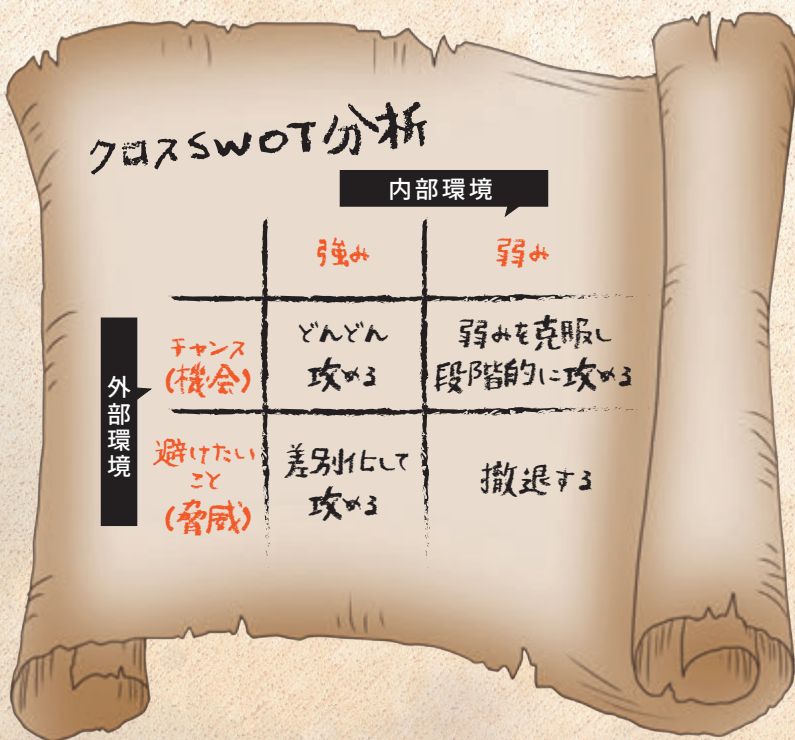 クロスSWOT分析
内部環境
強み
弱み
外部環境
チャンス
(機会)
どんどん
攻める
弱みを克服し
段階的に攻める
避けたい
こと
(脅威)
差別化して
攻める
撤退する